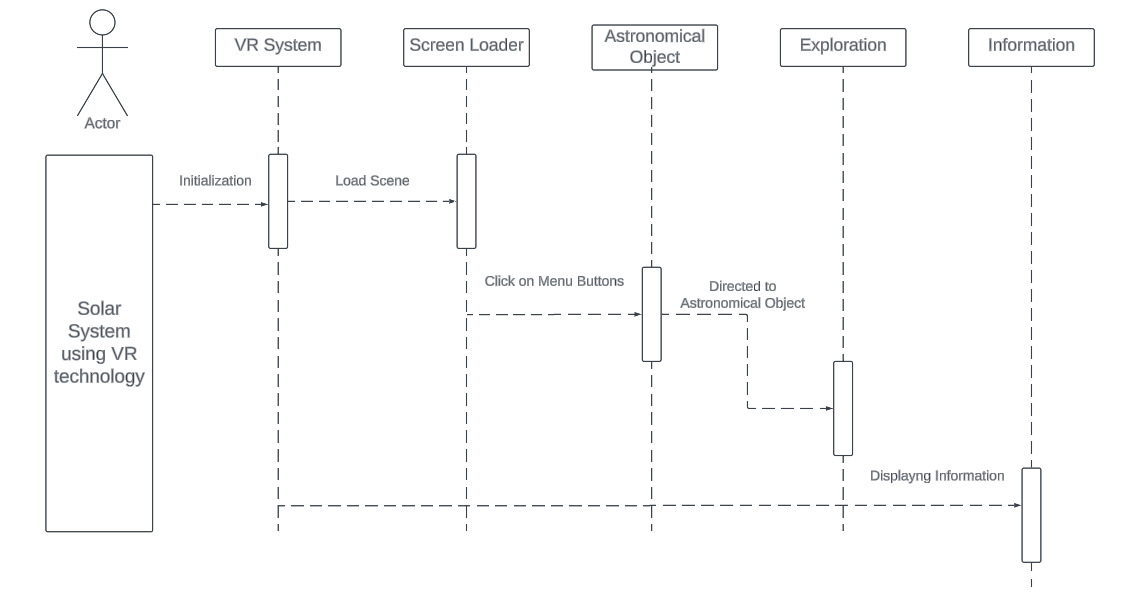 VR System
Screen Loader
Astronomical
Object
Exploration
Information
Actor
Initialization
Load Scene
Click on Menu Buttons
Directed to
Astronomical Object
Solar
System
using VR
technology
Displayng Information